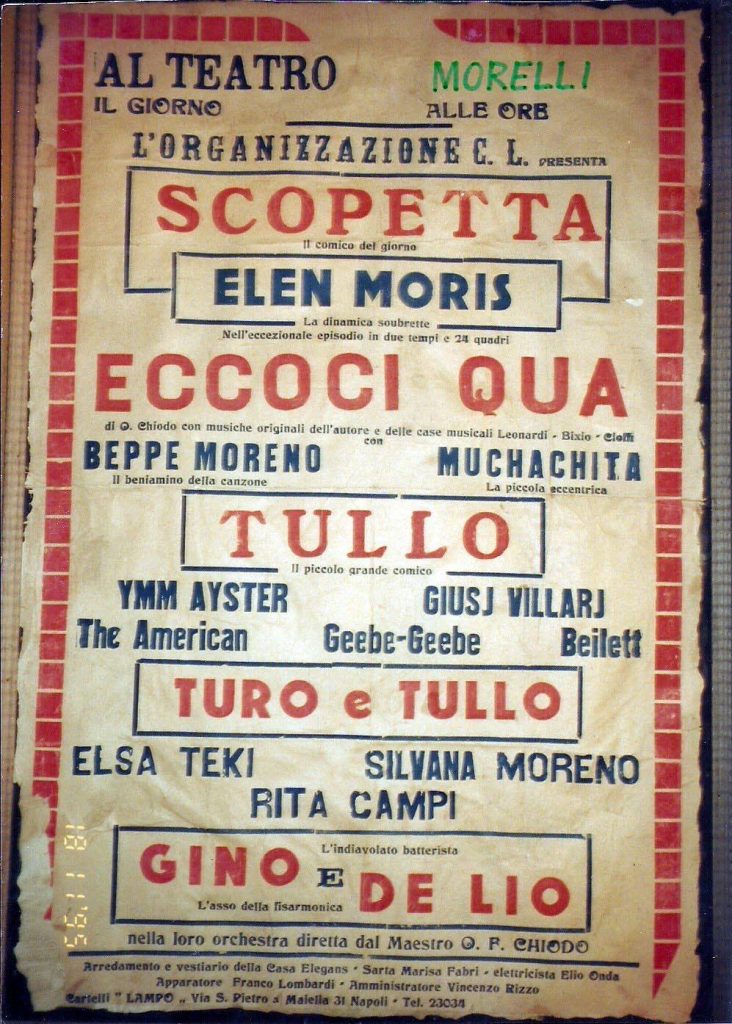 AL TEATRO MORELLI
IL GIORNO ALLE ORE
L'ORGANIZZAZIONE C. L. PRESENTA
SCOPETTA
Il comico del giorno
ELEN MORIS
La dinamica soubrette
Nell'eccezionale episodio in due tempi e 24 quadri
ECCOCI QUA
di O. Chiodo con musiche originali dell'autore e delle case musicali Leonardi - Bixio - Cioffi
con
BEPPE MORENO MUCHACHITA
Il beniamino della canzone La piccola eccentrica
TULLO
Il piccolo grande comico
YMM AYSTER GIUSJ VILLARJ
The American Geebe-Geebe Beilett
TURO e TULLO
ELSA TEKI SILVANA MORENO
RITA CAMPI
L'indiavolato batterista
GINO E DE LIO
L'asso della fisarmonica
nella loro orchestra diretta dal Maestro O. F. CHIODO
Arredamento e vestiario della Casa Elegans - Sarta Marisa Fabri - elettricista Elio Onda
Apparatore Franco Lombardi - Amministratore Vincenzo Rizzo
Cartelli " LAMPO „ Via S. Pietro a Maiella 31 Napoli - Tel. 23034
18 11 '95